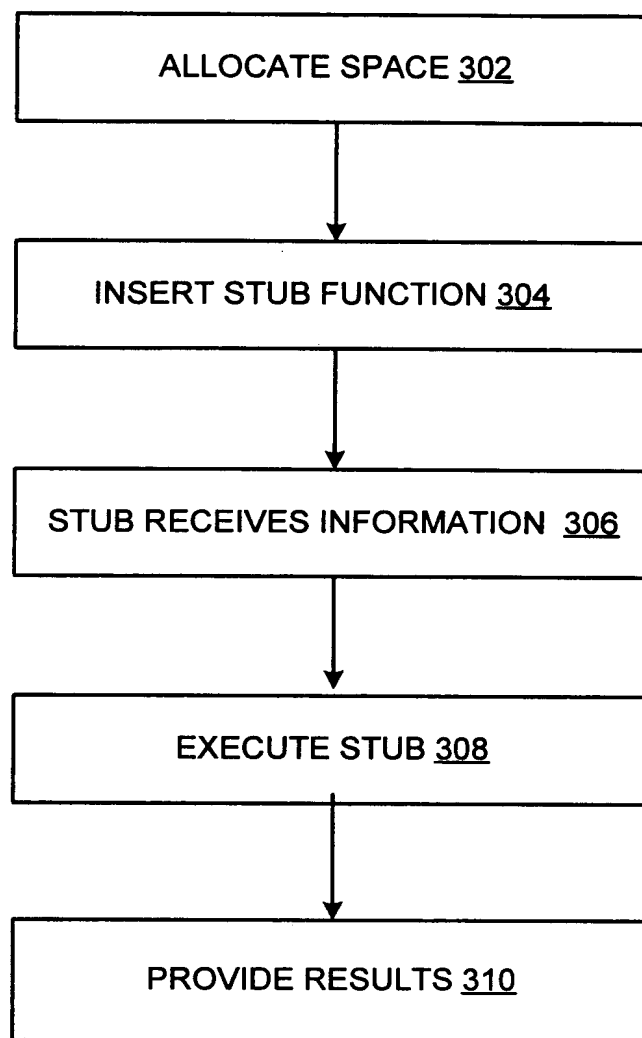 ALLOCATE SPACE 302
INSERT STUB FUNCTION 304
STUB RECEIVES INFORMATION 306
EXECUTE STUB 308
PROVIDE RESULTS 310